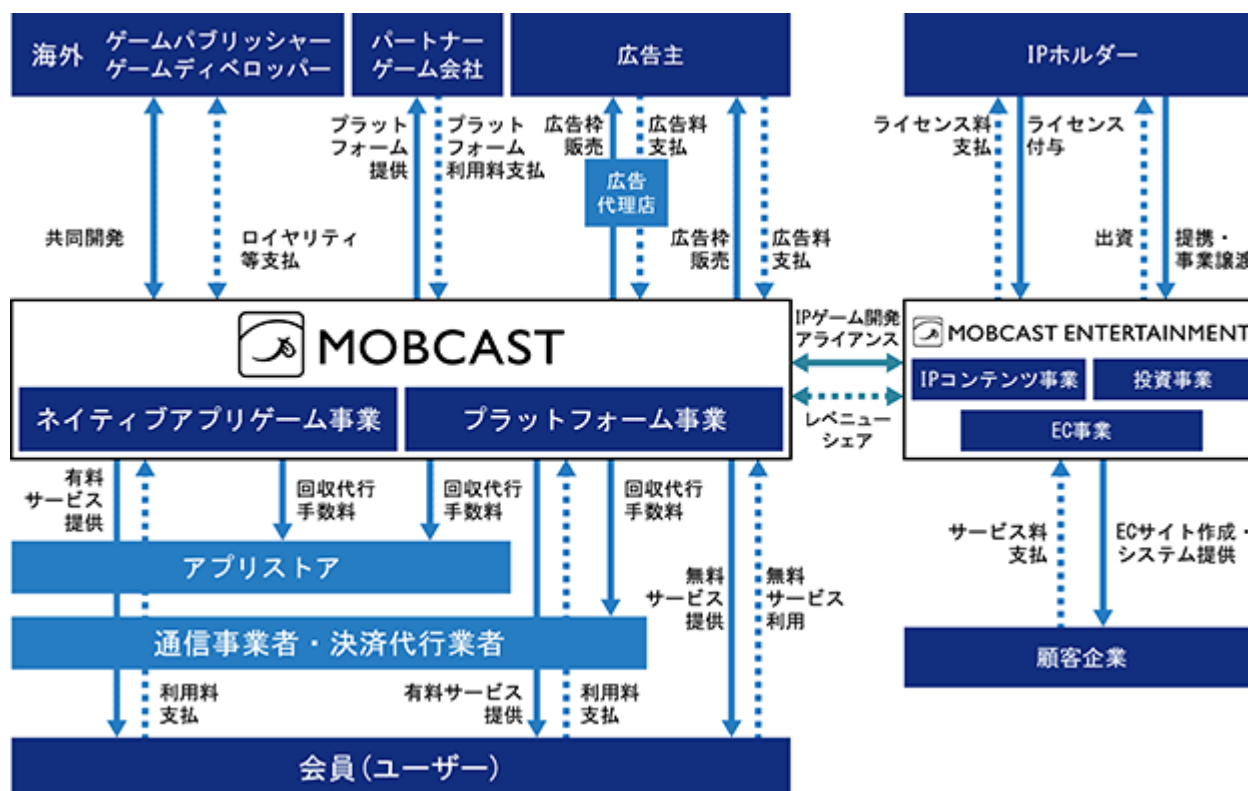 海外
ゲームパブリッシャー
ゲームディベロッパー
パートナー
ゲーム会社
広告主
IPホルダー
プラット
フォーム
提供
プラット
フォーム
利用料支払
広告枠
販売
広告料
支払
広告
代理店
ライセンス料
支払
ライセンス
付与
共同開発
ロイヤリティ
等支払
広告枠
販売
広告料
支払
出資
提携・
事業譲渡
MOBCAST
ネイティブアプリゲーム事業
プラットフォーム事業
IPゲーム開発
アライアンス
レベニュー
シェア
MOBCAST ENTERTAINMENT
IPコンテンツ事業
投資事業
EC事業
有料
サービス
提供
回収代行
手数料
回収代行
手数料
回収代行
手数料
アプリストア
無料
サービス
提供
無料
サービス
利用
サービス料
支払
ECサイト作成・
システム提供
通信事業者・決済代行業者
顧客企業
利用料
支払
有料サービス
提供
利用料
支払
会員(ユーザー)